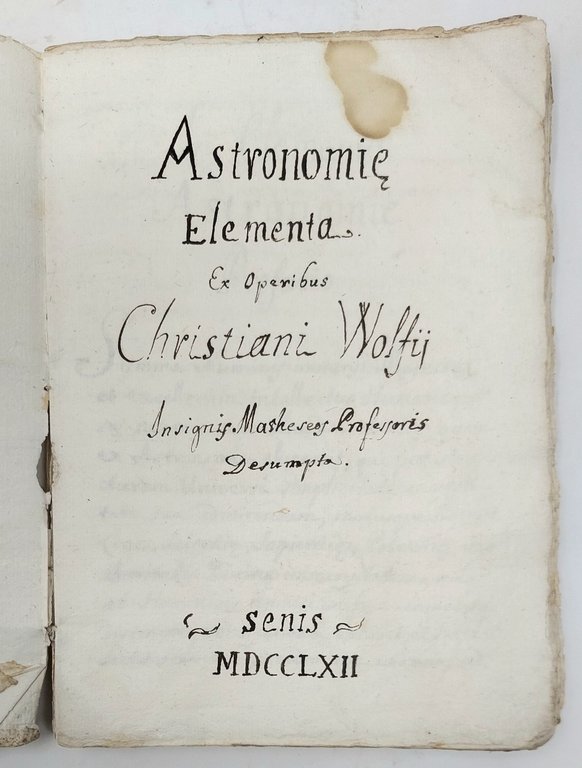 Astronomię
Elementa.
Ex Operibus
Christiani Wolfij
Insignis Matheseos Professoris
Desumpta.
~ senis ~
MDCCLXII